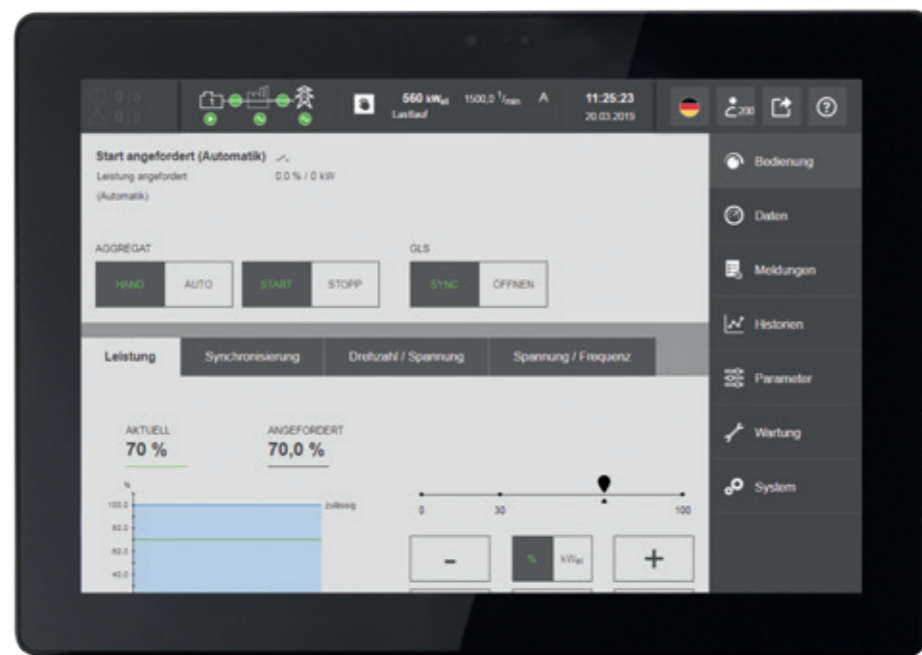 560 kWel 1500,0 1/min A 11:25:23
Lastlauf 20.03.2019
200
?
Start angefordert (Automatik)
Leistung angefordert 0,0 % / 0 kW
(Automatik)
AGGREGAT GLS
HAND AUTO START STOPP SYNC ÖFFNEN
Leistung Synchronisierung Drehzahl / Spannung Spannung / Frequenz
AKTUELL ANGEFORDERT
70 % 70,0 %
%
100.0 zulässig
80.0
60.0
40.0
0 30 100
- % kWel +
Bedienung
Daten
Meldungen
Historien
Parameter
Wartung
System